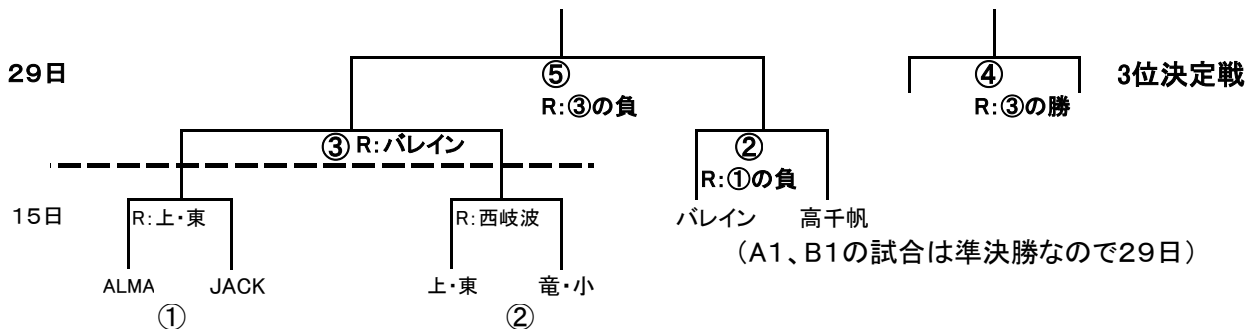 29日
⑤
④
3位決定戦
R:③の負
R:③の勝
③ R:バレイン
②
R:①の負
15日
R:上・東
R:西岐波
バレイン
高千帆
(A1、B1の試合は準決勝なので29日)
ALMA
JACK
上・東
竜・小
①
②